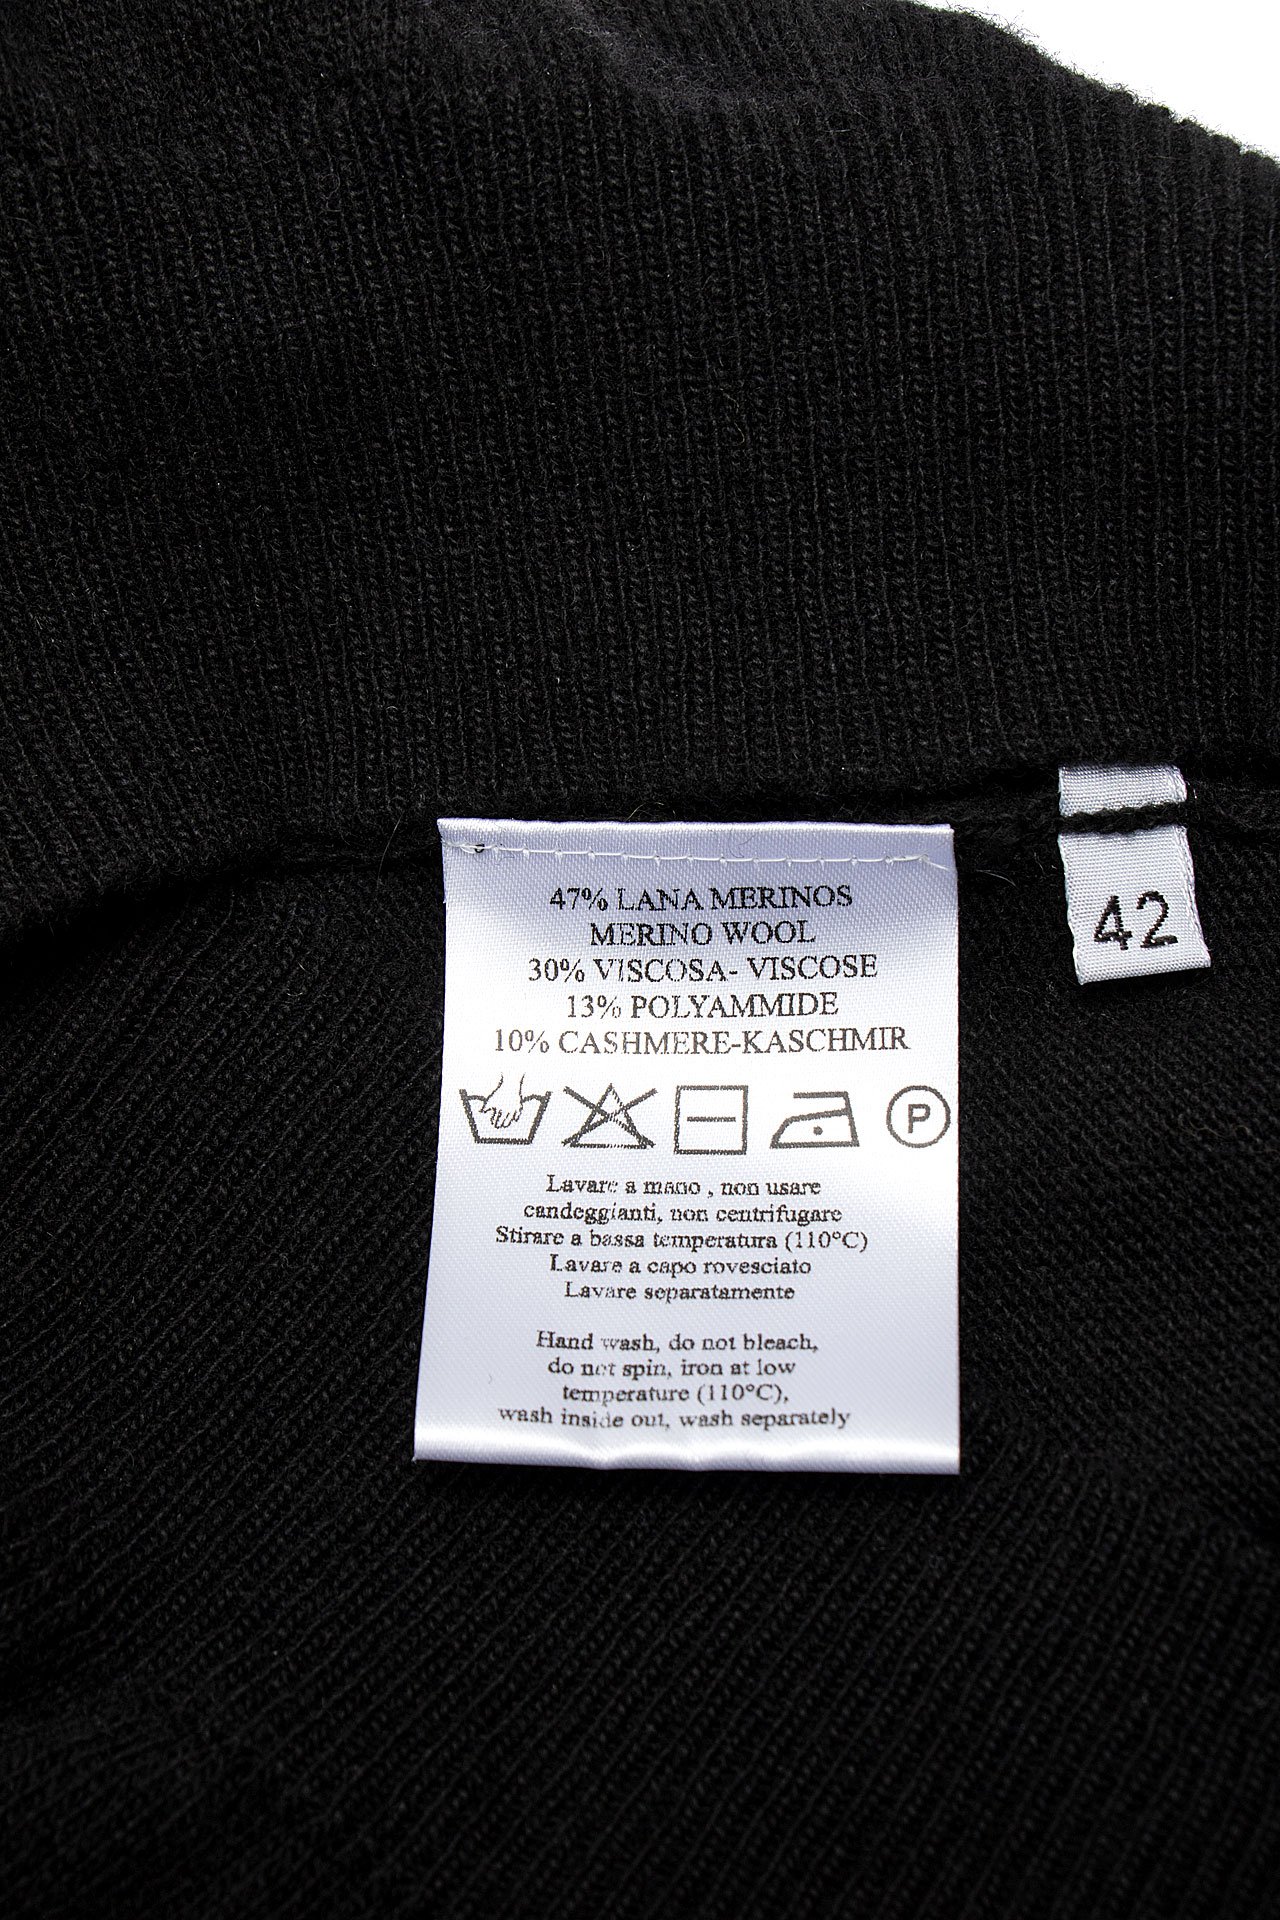 47% LANA MERINOS
MERINO WOOL
30% VISCOSA- VISCOSE
13% POLYAMMIDE
10% CASHMERE-KASCHMIR
P
Lavare a mano , non usare
candeggianti, non centrifugare
Stirare a bassa temperatura (110°C)
Lavare a capo rovesciato
Lavare separatamente
Hand wash, do not bleach,
do not spin, iron at low
temperature (110°C),
wash inside out, wash separately
42